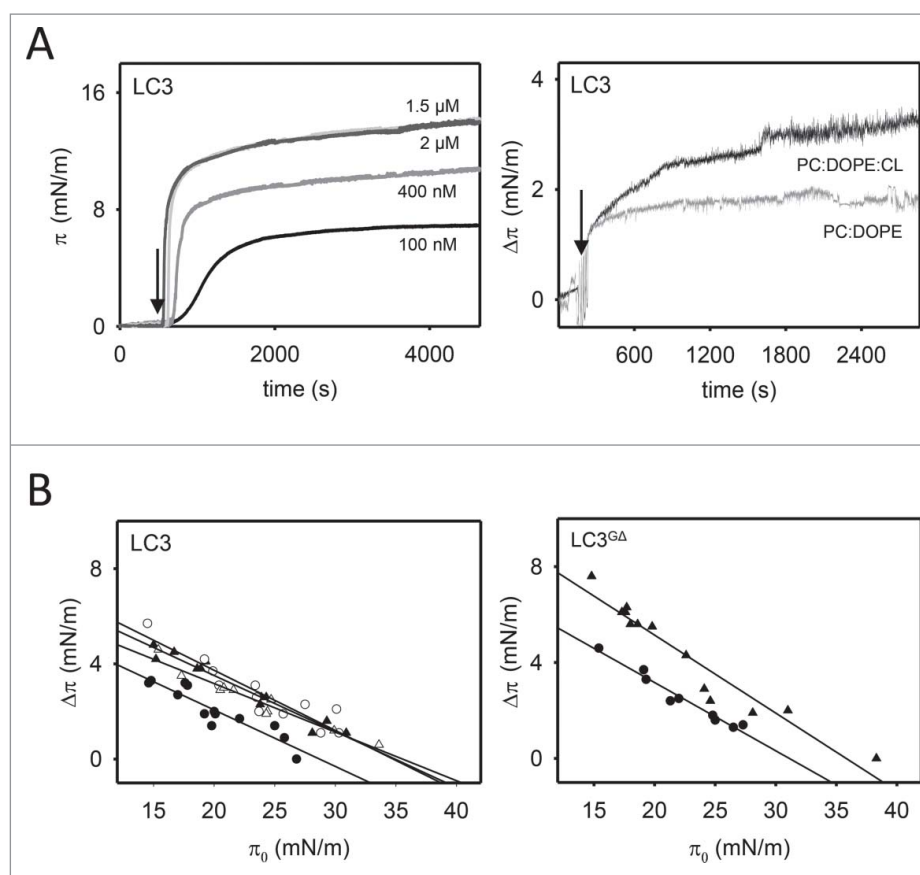 A
LC3
16
8
0
π (mN/m)
1.5 µM
2 µM
400 nM
100 nM
0 2000 4000
time (s)
LC3
4
2
0
Δπ (mN/m)
PC:DOPE:CL
PC:DOPE
600 1200 1800 2400
time (s)
B
LC3
8
4
0
Δπ (mN/m)
15 20 25 30 35 40
π₀ (mN/m)
LC3ᴳᐞ
8
4
0
Δπ (mN/m)
15 20 25 30 35 40
π₀ (mN/m)